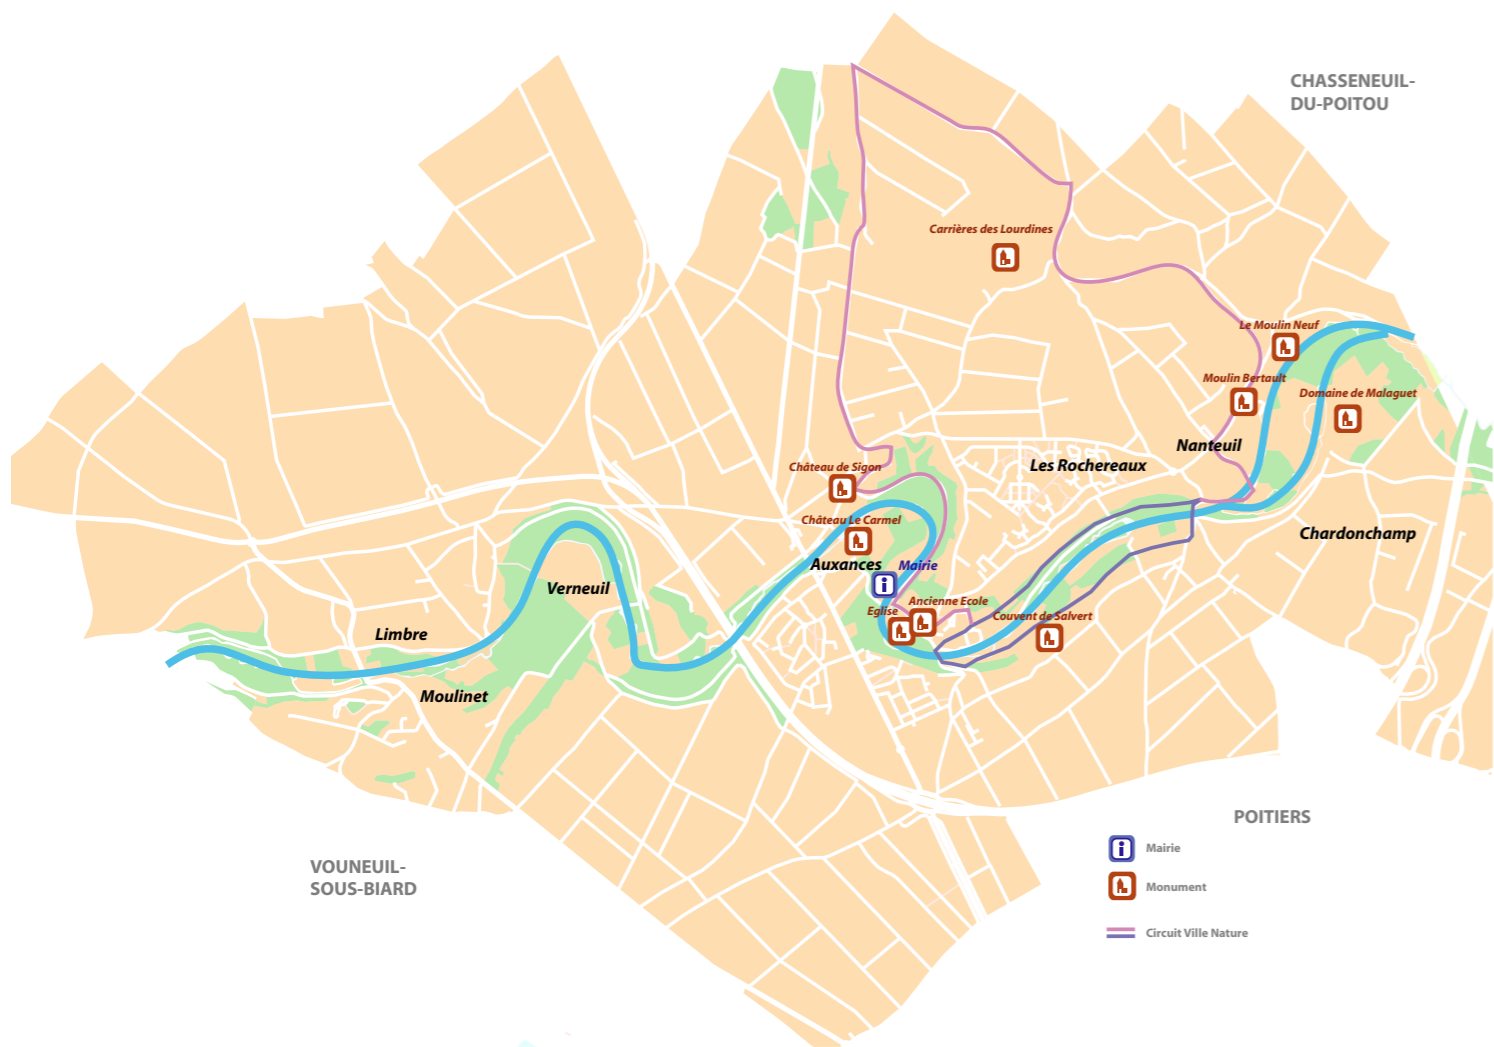 CHASSENEUIL-
DU-POITOU
Carrières des Lourdines
Le Moulin Neuf
Moulin Bertault
Domaine de Malaguet
Nanteuil
Les Rochereaux
Château de Sigon
Château Le Carmel
Chardonchamp
Auxances
Mairie
Verneuil
Ancienne Ecole
Eglise
Couvent de Salvert
Limbre
Moulinet
POITIERS
Mairie
VOUNEUIL-
SOUS-BIARD
Monument
Circuit Ville Nature